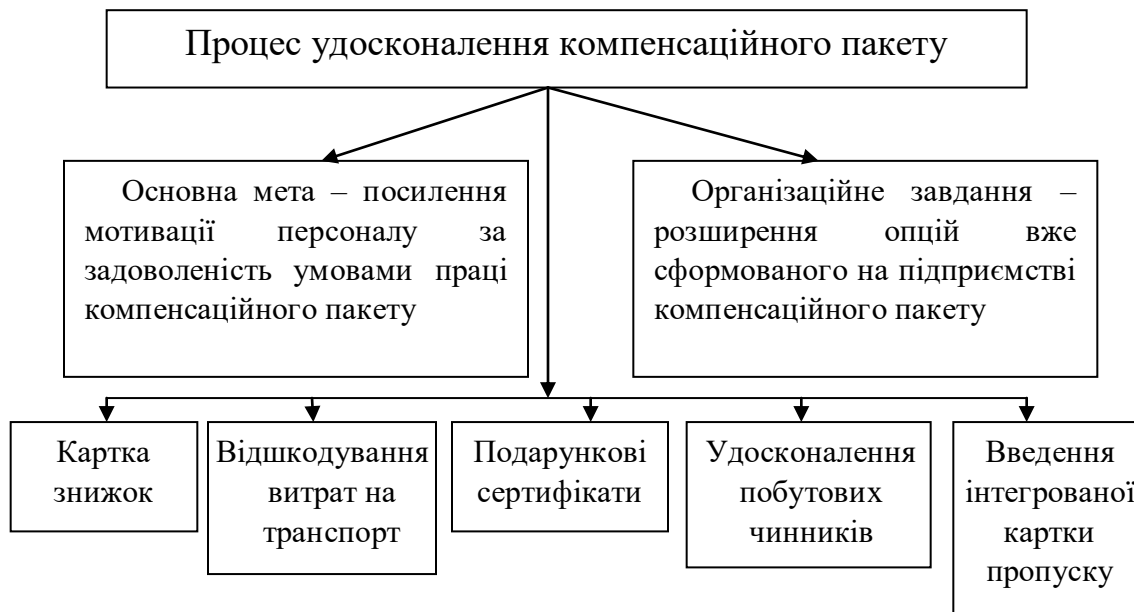 Процес удосконалення компенсаційного пакету
Основна мета – посилення
мотивації персоналу за
задоволеність умовами праці
компенсаційного пакету
Організаційне завдання –
розширення опцій вже
сформованого на підприємстві
компенсаційного пакету
Картка
знижок
Відшкодування
витрат на
транспорт
Подарункові
сертифікати
Удосконалення
побутових
чинників
Введення
інтегрованої
картки
пропуску